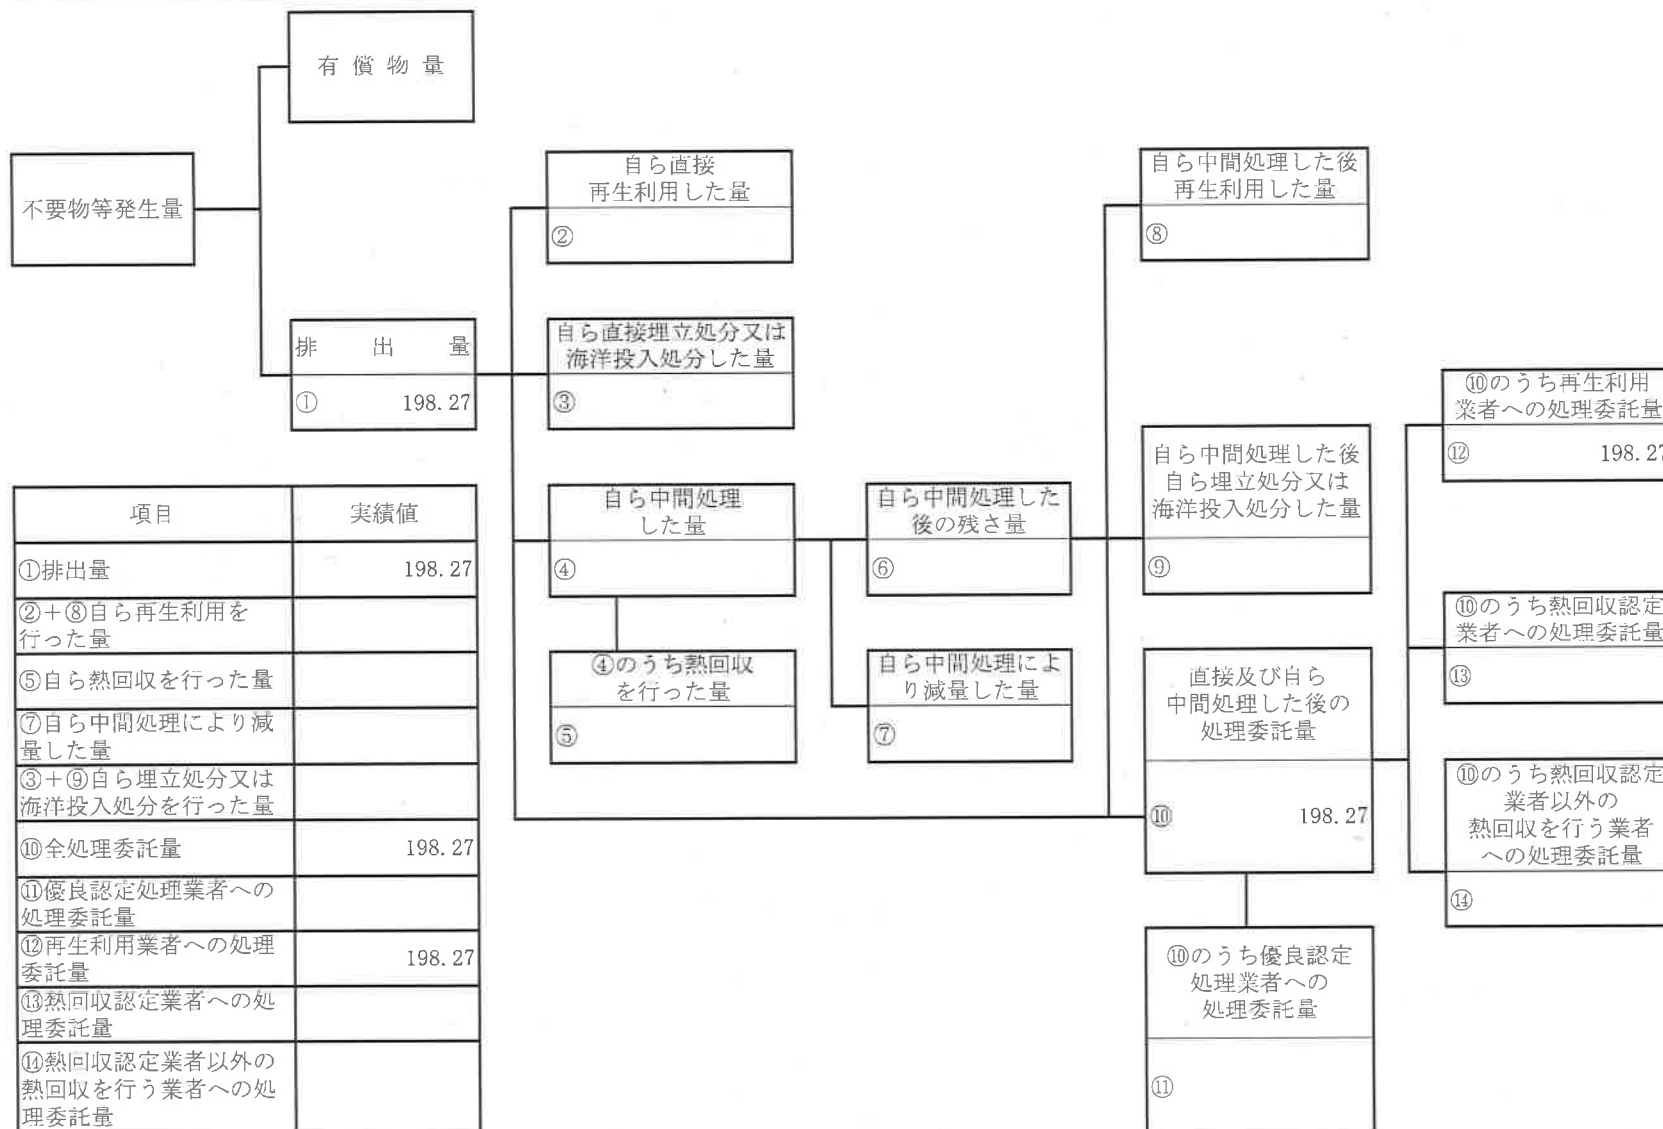 有償物量
不要物等発生量
排出量
① 198.27
自ら直接
再生利用した量
②
自ら直接埋立処分又は
海洋投入処分した量
③
自ら中間処理
した量
④
④のうち熱回収
を行った量
⑤
自ら中間処理した
後の残さ量
⑥
自ら中間処理によ
り減量した量
⑦
自ら中間処理した後
再生利用した量
⑧
自ら中間処理した後
自ら埋立処分又は
海洋投入処分した量
⑨
直接及び自ら
中間処理した後の
処理委託量
⑩ 198.27
⑩のうち優良認定
処理業者への
処理委託量
⑪
⑩のうち再生利用
業者への処理委託量
⑫ 198.27
⑩のうち熱回収認定
業者への処理委託量
⑬
⑩のうち熱回収認定
業者以外の
熱回収を行う業者
への処理委託量
⑭
項目 実績値
①排出量 198.27
②+⑧自ら再生利用を
行った量
⑤自ら熱回収を行った量
⑦自ら中間処理により減
量した量
③+⑨自ら埋立処分又は
海洋投入処分を行った量
⑩全処理委託量 198.27
⑪優良認定処理業者への
処理委託量
⑫再生利用業者への処理
委託量 198.27
⑬熱回収認定業者への処
理委託量
⑭熱回収認定業者以外の
熱回収を行う業者への処
理委託量